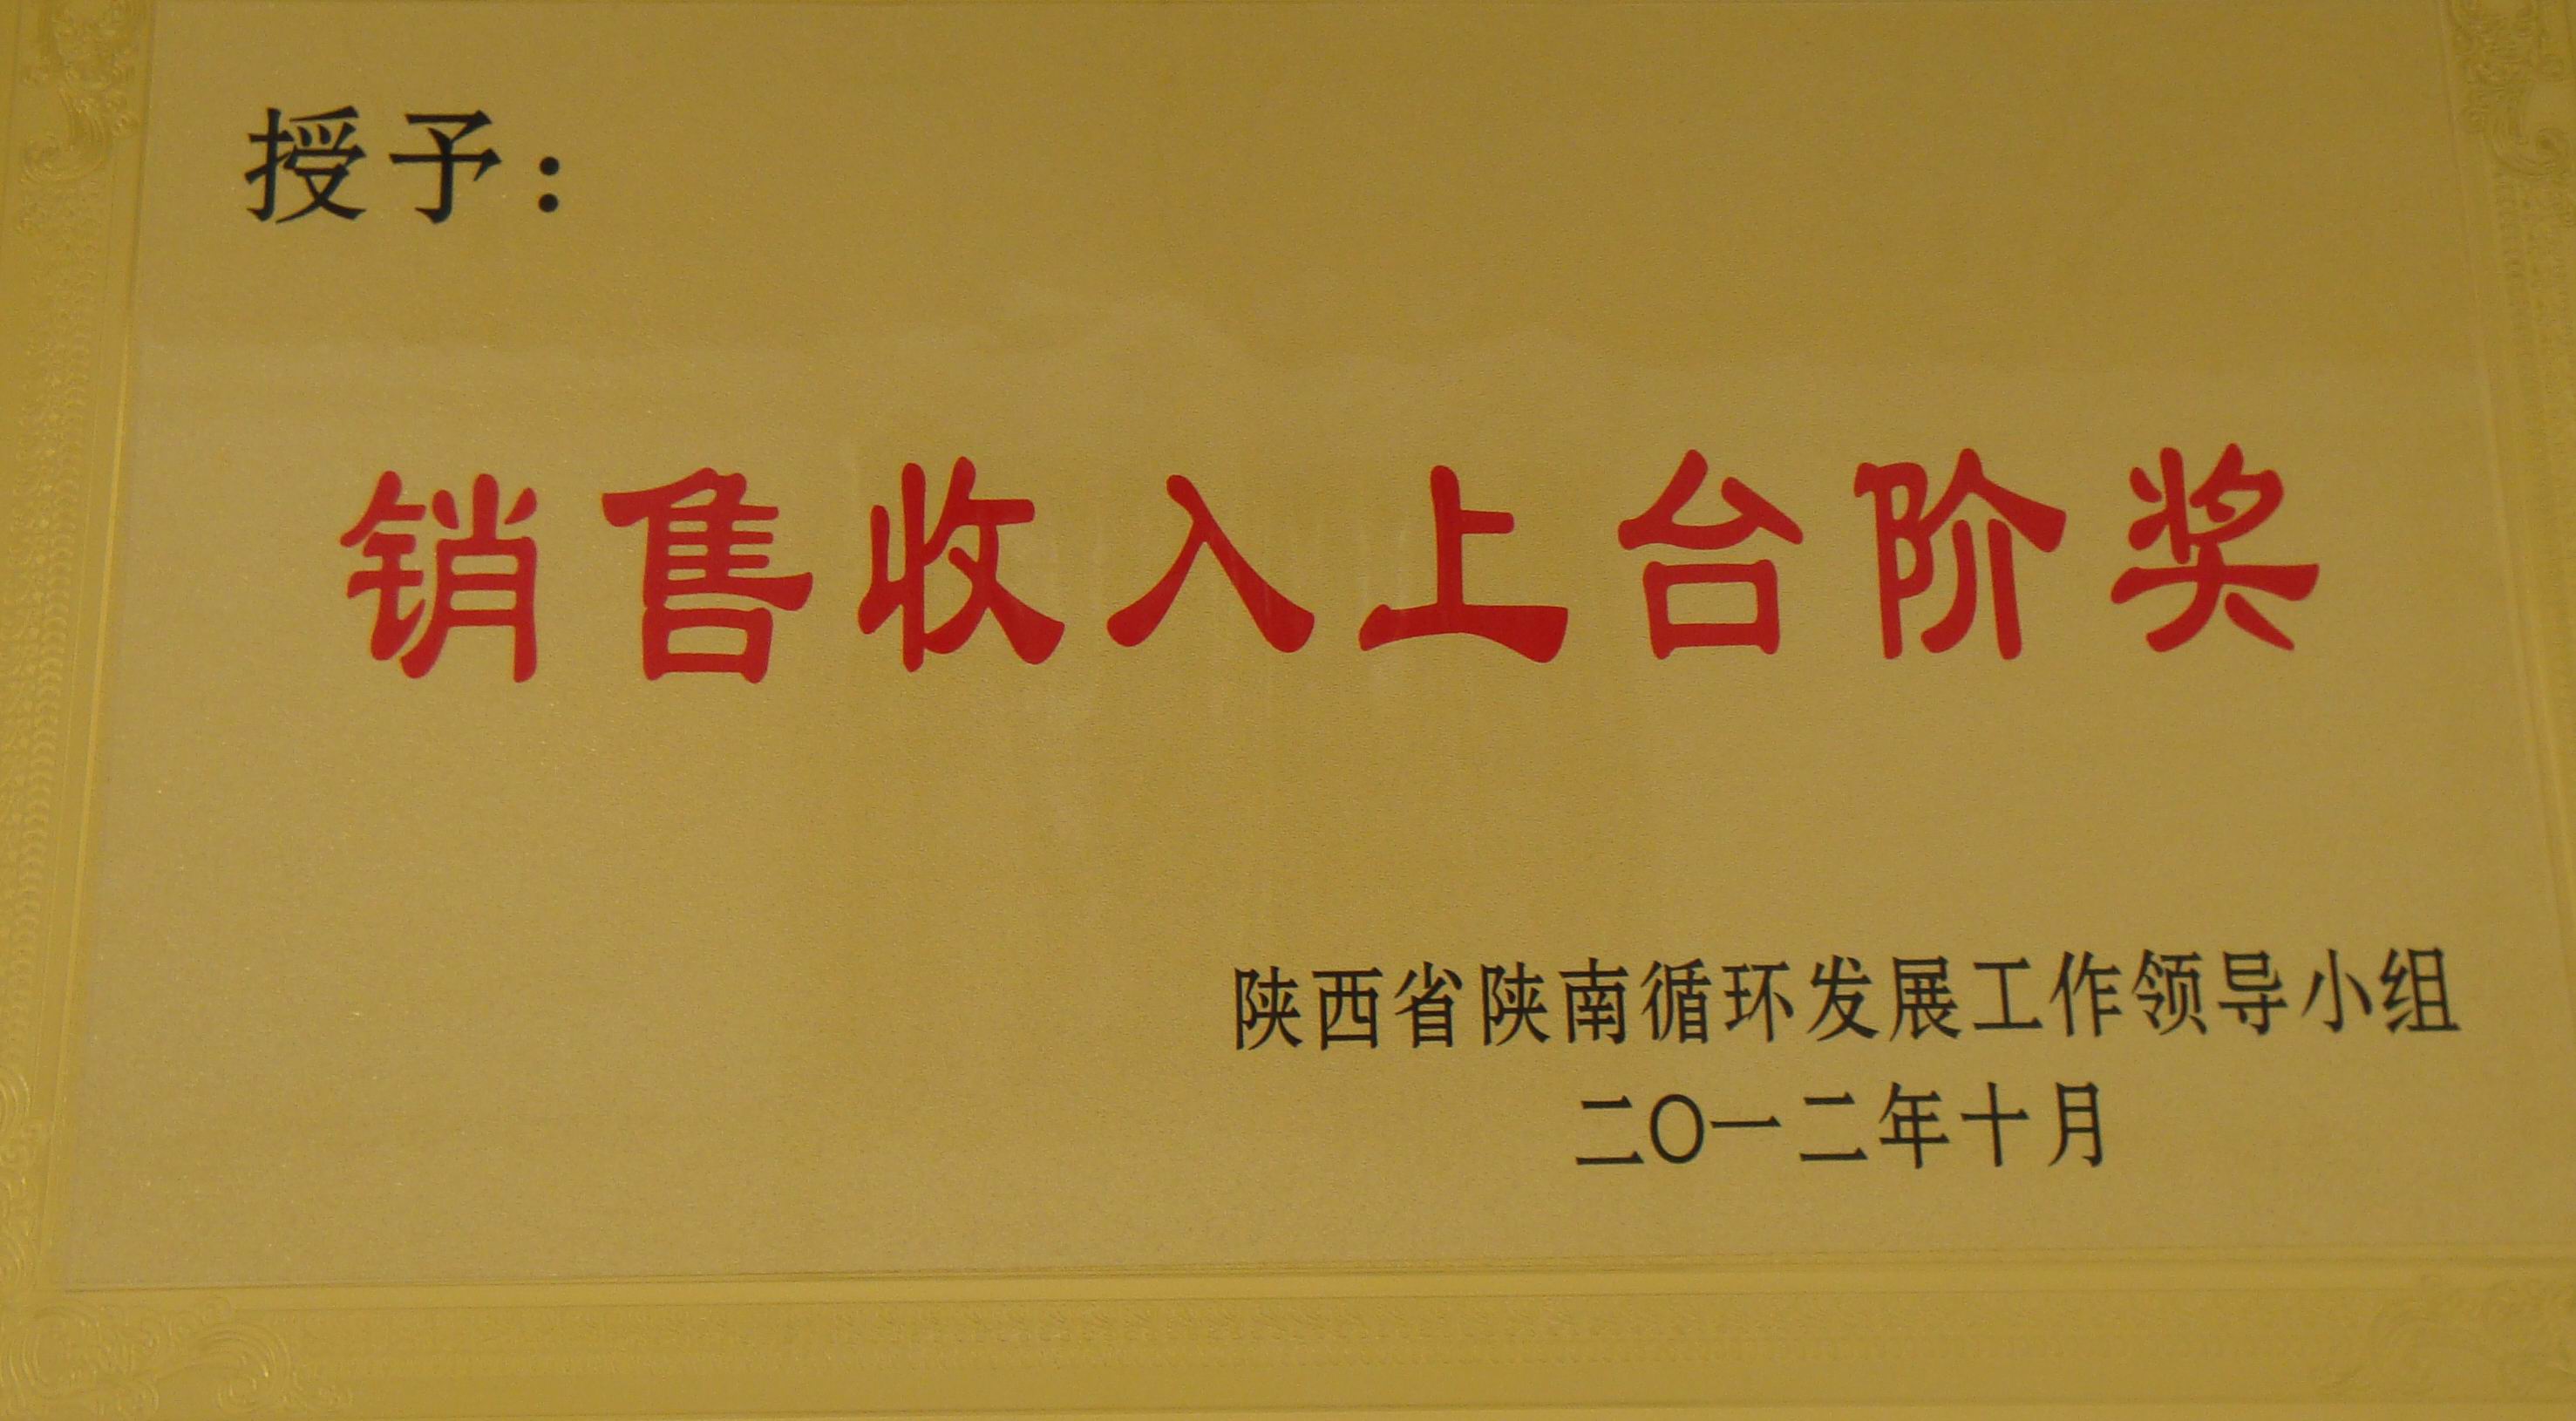 授予：
销售收入上台阶奖
陕西省陕南循环发展工作领导小组
二〇一二年十月